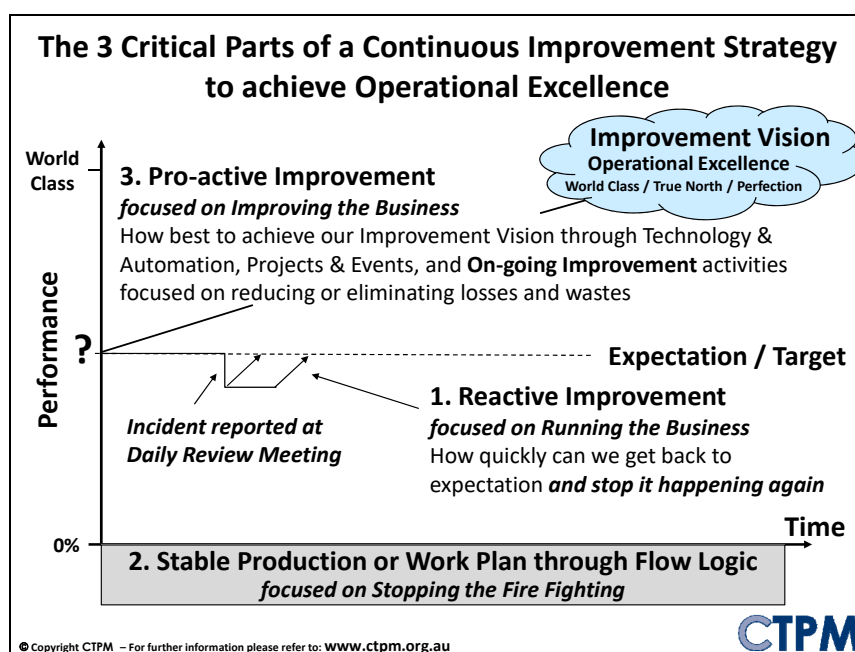 The 3 Critical Parts of a Continuous Improvement Strategy
to achieve Operational Excellence
Improvement Vision
Operational Excellence
World Class / True North / Perfection
World
Class
3. Pro-active Improvement
focused on Improving the Business
How best to achieve our Improvement Vision through Technology &
Automation, Projects & Events, and On-going Improvement activities
focused on reducing or eliminating losses and wastes
Performance
?
Expectation / Target
Incident reported at
Daily Review Meeting
1. Reactive Improvement
focused on Running the Business
How quickly can we get back to
expectation and stop it happening again
Time
0%
2. Stable Production or Work Plan through Flow Logic
focused on Stopping the Fire Fighting
© Copyright CTPM – For further information please refer to: www.ctpm.org.au
CTPM